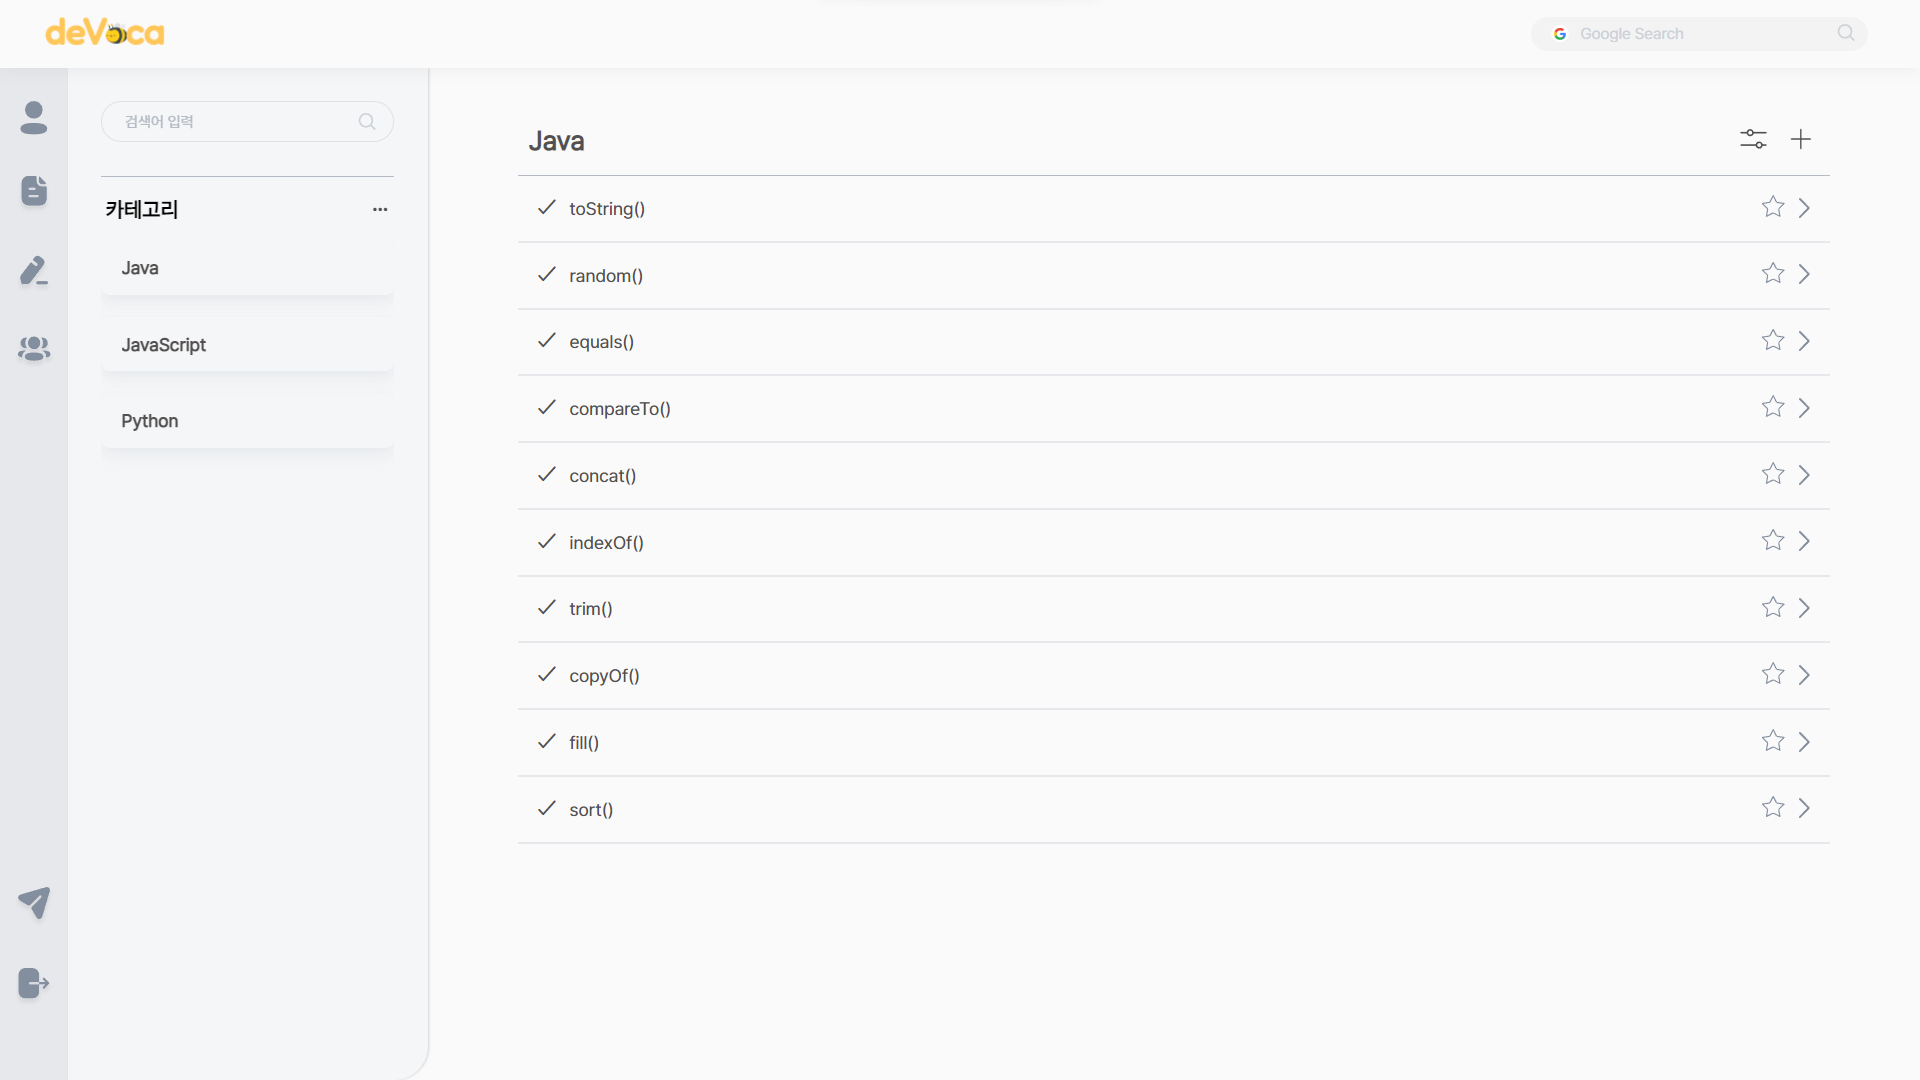 deVoca
Google Search
검색어 입력
카테고리
Java
JavaScript
Python
Java
toString()
random()
equals()
compareTo()
concat()
indexOf()
trim()
copyOf()
fill()
sort()